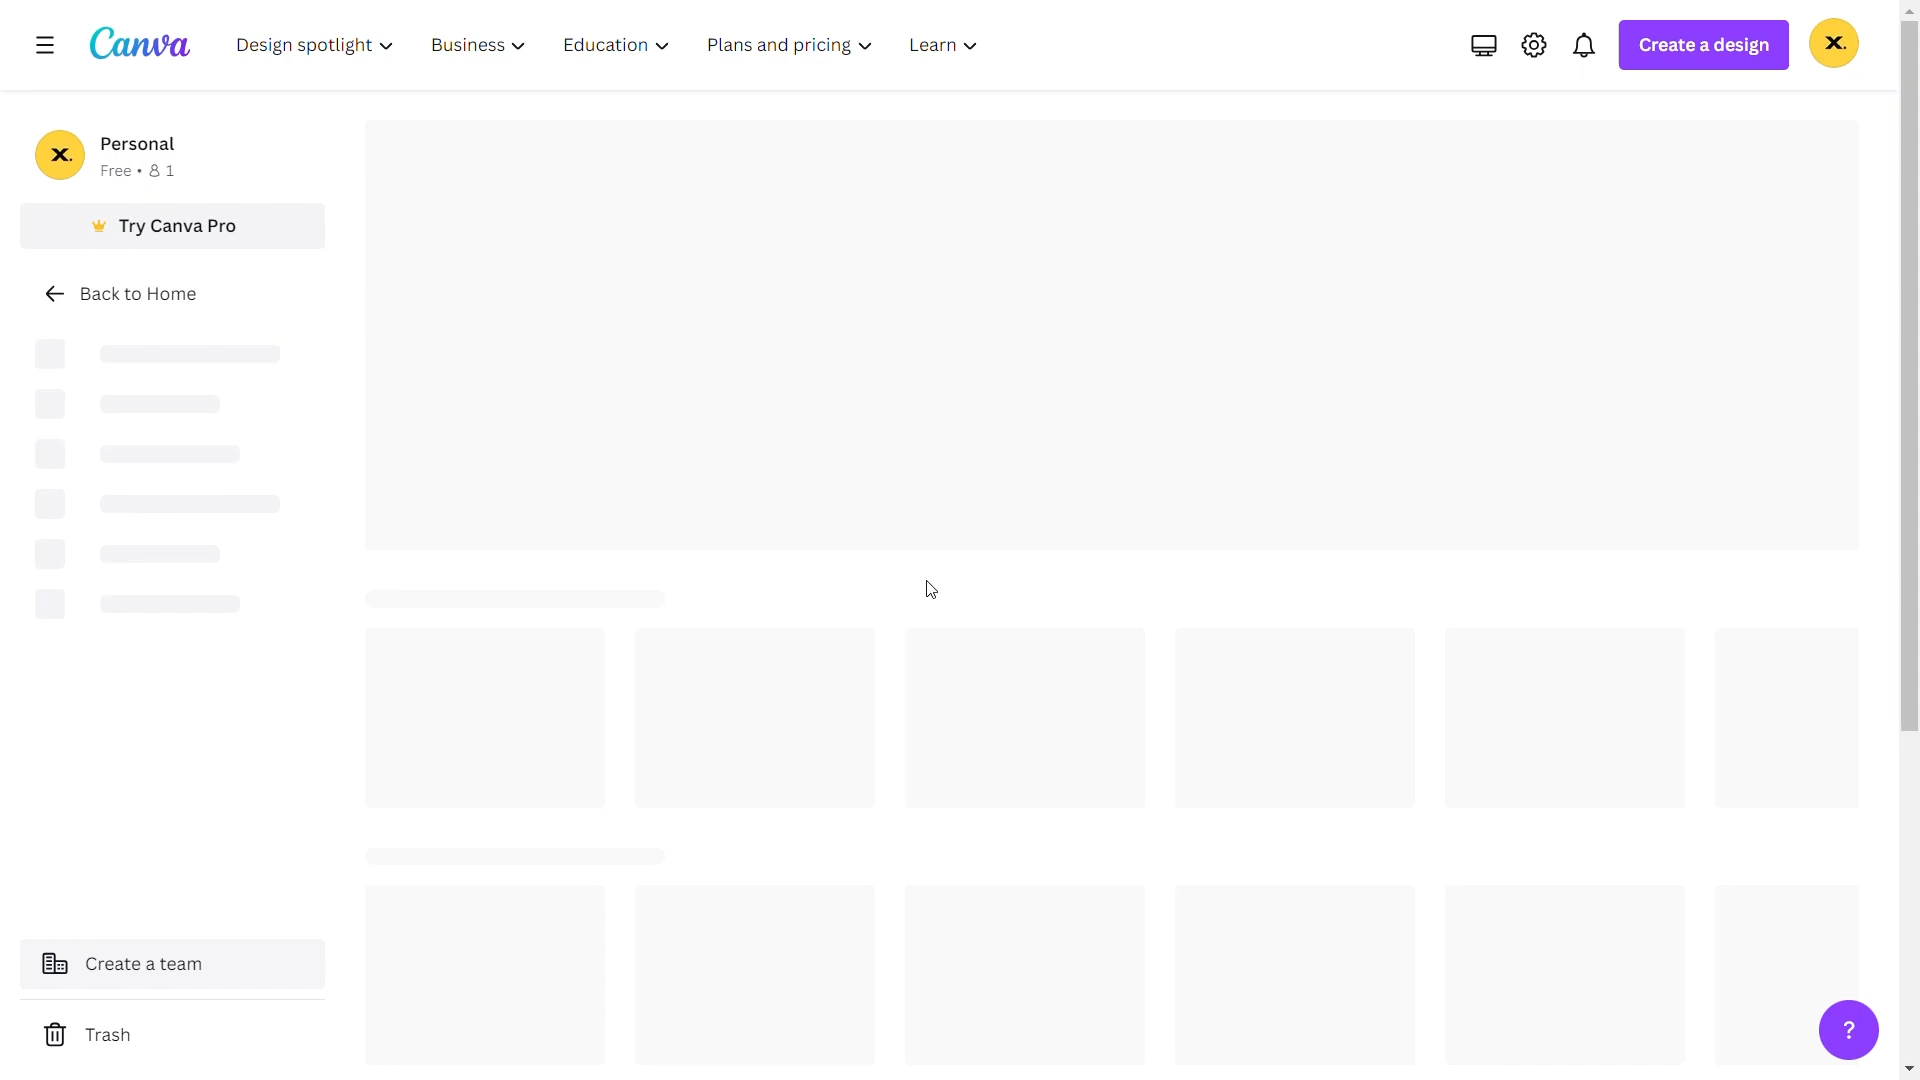 Canva
Design spotlight
Business
Education
Plans and pricing
Learn
Create a design
x.
x.
Personal
Free • 1
Try Canva Pro
Back to Home
Create a team
Trash
?